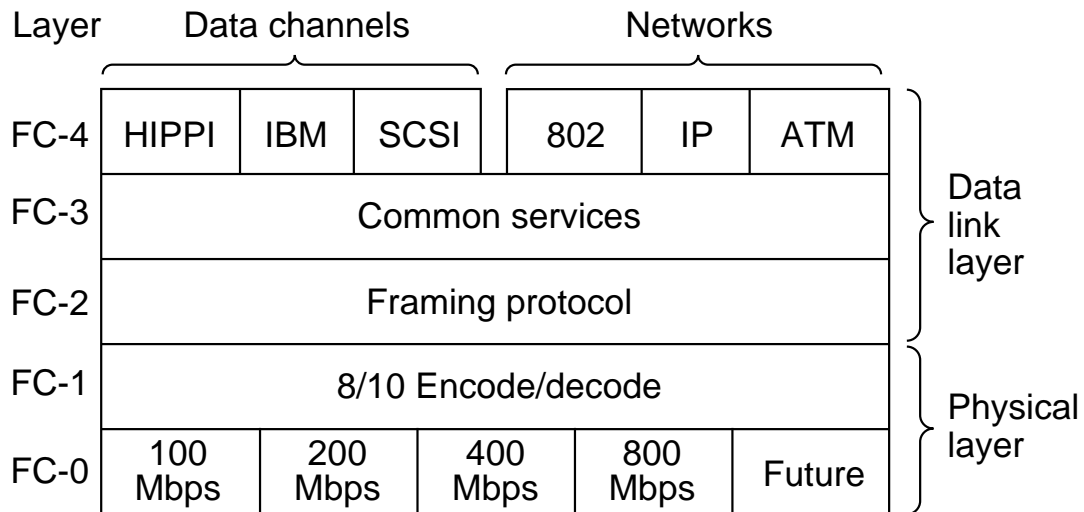 Layer Data channels Networks
FC-4 HIPPI IBM SCSI 802 IP ATM
FC-3 Common services
Data
link
layer
FC-2 Framing protocol
FC-1 8/10 Encode/decode
Physical
layer
FC-0 100 200 400 800 Future
Mbps Mbps Mbps Mbps